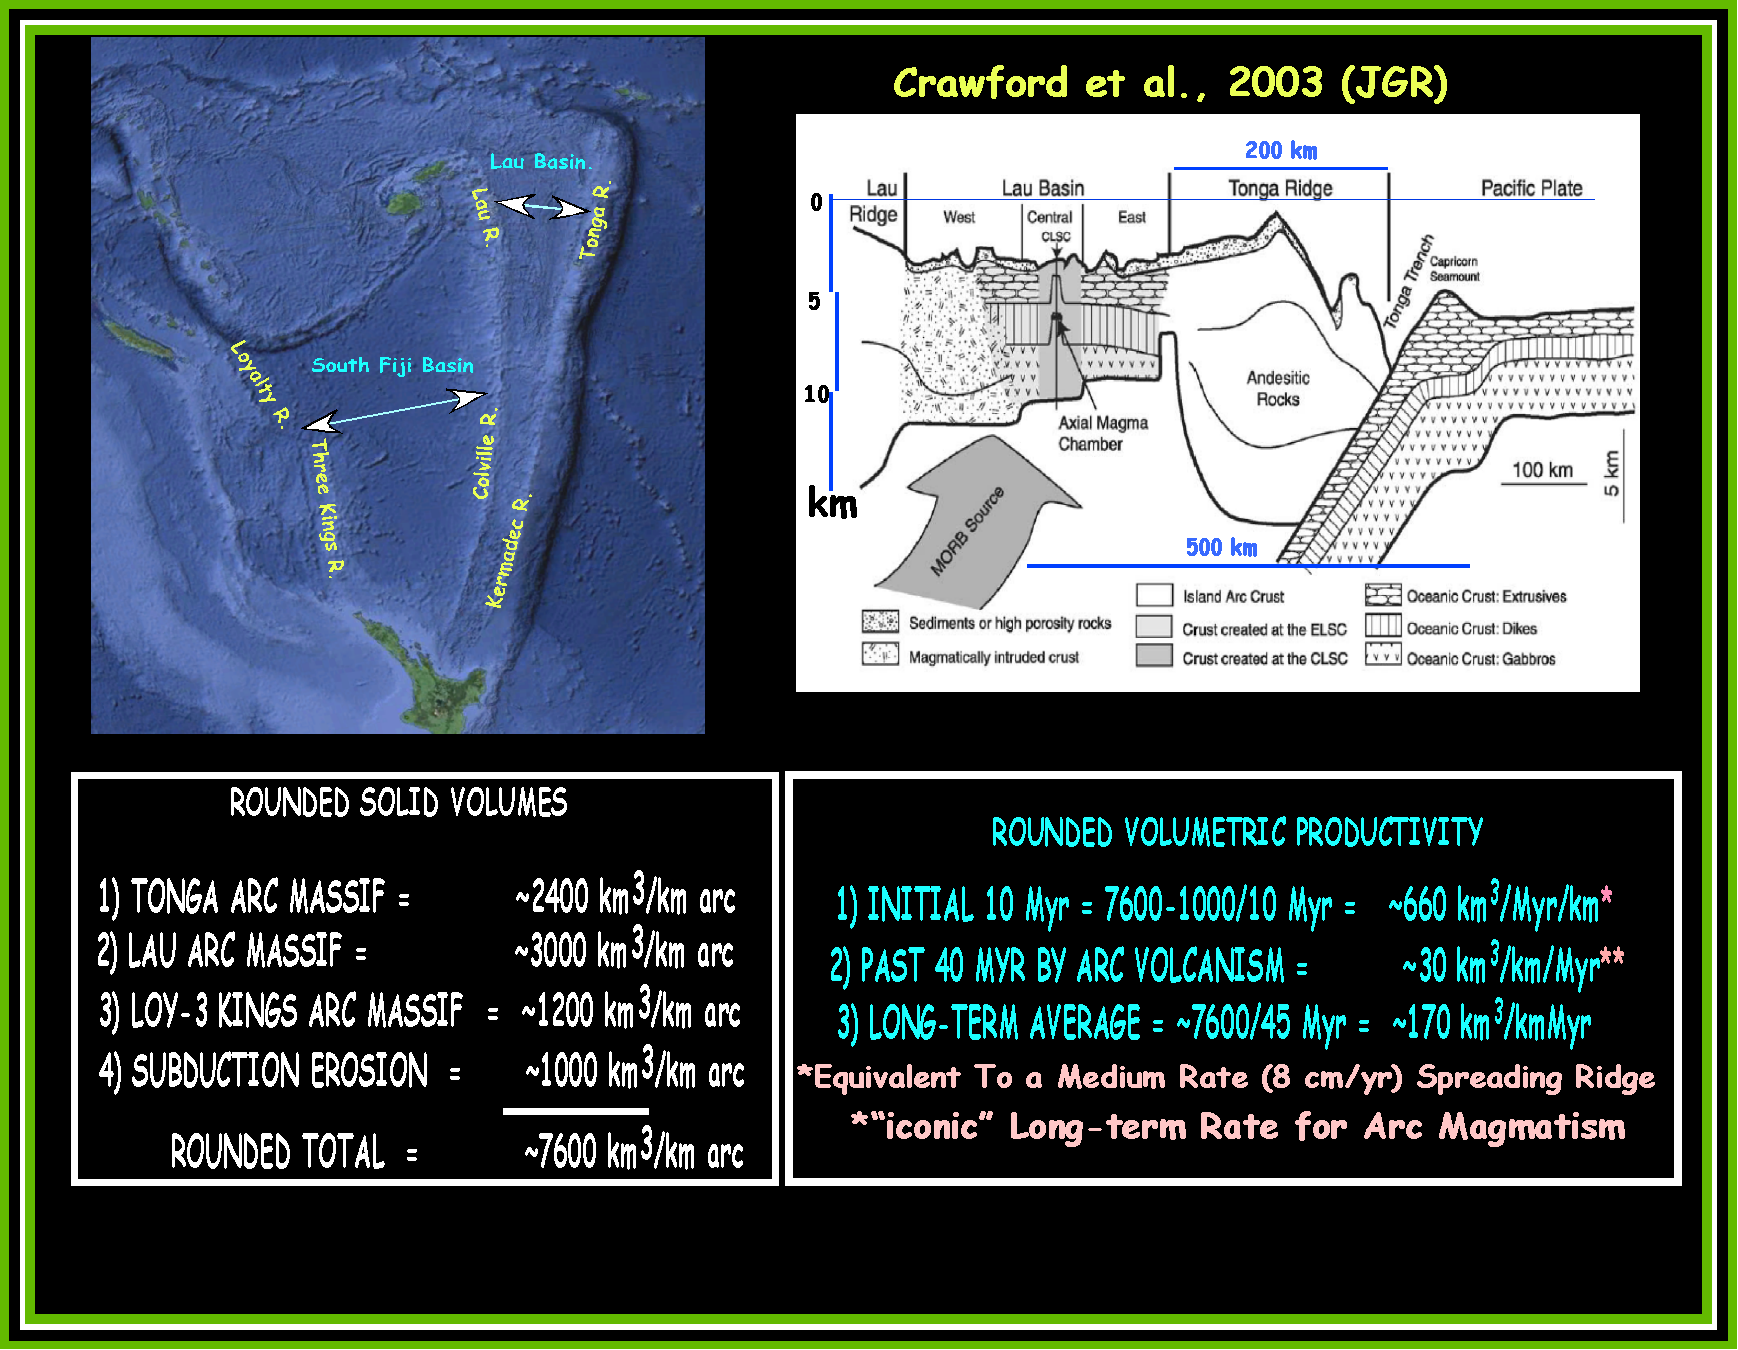 Crawford et al., 2003 (JGR)
Lau Basin.
Lau R.
Tonga R.
Loyalty R.
South Fiji Basin
Three Kings R.
Colville R.
Kermadec R.
200 km
Lau Ridge
Lau Basin
Tonga Ridge
Pacific Plate
West
Central
East
CLSC
0
5
10
km
Tonga Trench
Capricorn
Seamount
Andesitic
Rocks
Axial Magma
Chamber
MORB Source
100 km
5 km
500 km
Sediments or high porosity rocks
Magmatically intruded crust
Island Arc Crust
Crust created at the ELSC
Crust created at the CLSC
Oceanic Crust: Extrusives
Oceanic Crust: Dikes
Oceanic Crust: Gabbros
ROUNDED SOLID VOLUMES
1) TONGA ARC MASSIF = ~2400 km³/km arc
2) LAU ARC MASSIF = ~3000 km³/km arc
3) LOY-3 KINGS ARC MASSIF = ~1200 km³/km arc
4) SUBDUCTION EROSION = ~1000 km³/km arc
ROUNDED TOTAL = ~7600 km³/km arc
ROUNDED VOLUMETRIC PRODUCTIVITY
1) INITIAL 10 Myr = 7600-1000/10 Myr = ~660 km³/Myr/km*
2) PAST 40 MYR BY ARC VOLCANISM = ~30 km³/km/Myr**
3) LONG-TERM AVERAGE = ~7600/45 Myr = ~170 km³/kmMyr
*Equivalent To a Medium Rate (8 cm/yr) Spreading Ridge
*“iconic” Long-term Rate for Arc Magmatism